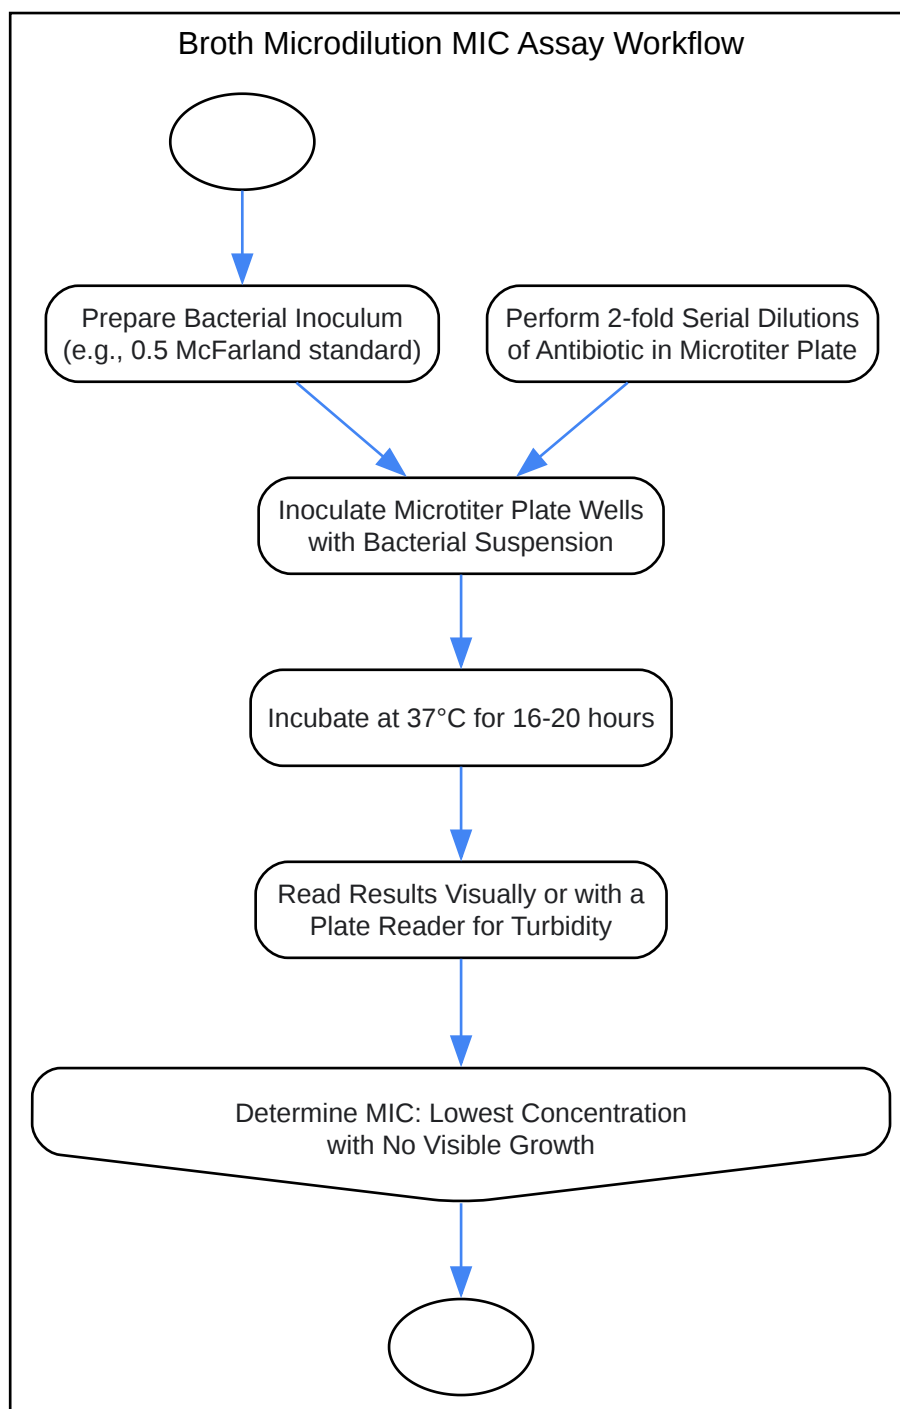 Broth Microdilution MIC Assay Workflow
Prepare Bacterial Inoculum
(e.g., 0.5 McFarland standard)
Perform 2-fold Serial Dilutions
of Antibiotic in Microtiter Plate
Inoculate Microtiter Plate Wells
with Bacterial Suspension
Incubate at 37°C for 16-20 hours
Read Results Visually or with a
Plate Reader for Turbidity
Determine MIC: Lowest Concentration
with No Visible Growth